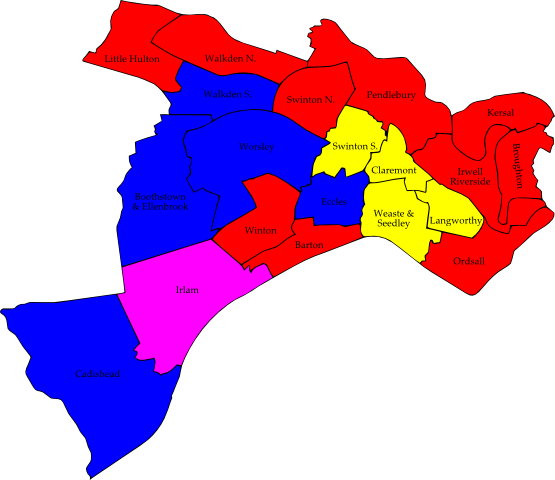 Little Hulton
Walkden N.
Walkden S.
Swinton N.
Pendlebury
Kersal
Worsley
Swinton S.
Claremont
Irwell
Riverside
Broughton
Boothstown
& Ellenbrook
Eccles
Weaste &
Seedley
Langworthy
Winton
Barton
Ordsall
Irlam
Cadishead